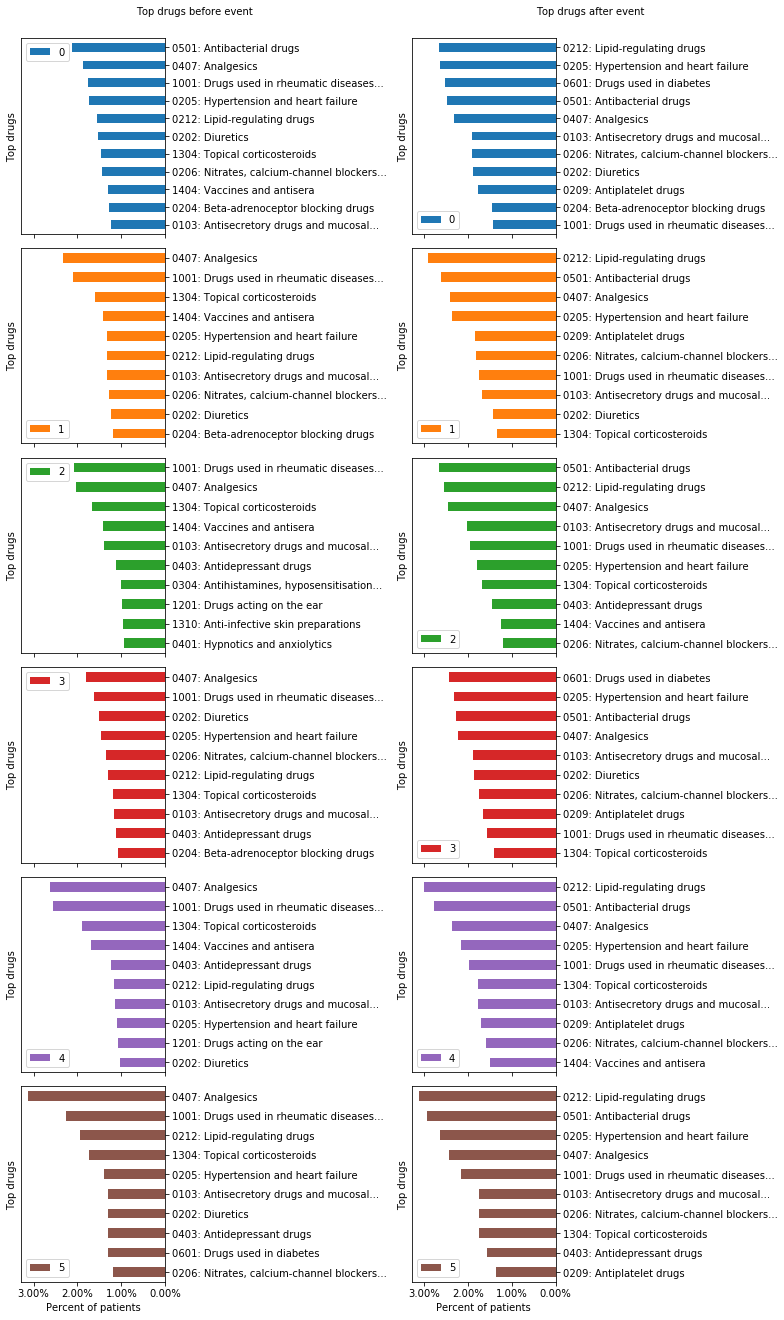 Top drugs before event
Top drugs
0
0501: Antibacterial drugs
0407: Analgesics
1001: Drugs used in rheumatic diseases...
0205: Hypertension and heart failure
0212: Lipid-regulating drugs
0202: Diuretics
1304: Topical corticosteroids
0206: Nitrates, calcium-channel blockers...
1404: Vaccines and antisera
0204: Beta-adrenoceptor blocking drugs
0103: Antisecretory drugs and mucosal...
Top drugs after event
Top drugs
0212: Lipid-regulating drugs
0205: Hypertension and heart failure
0601: Drugs used in diabetes
0501: Antibacterial drugs
0407: Analgesics
0103: Antisecretory drugs and mucosal...
0206: Nitrates, calcium-channel blockers...
0202: Diuretics
0209: Antiplatelet drugs
0204: Beta-adrenoceptor blocking drugs
1001: Drugs used in rheumatic diseases...
0
Top drugs
0407: Analgesics
1001: Drugs used in rheumatic diseases...
1304: Topical corticosteroids
1404: Vaccines and antisera
0205: Hypertension and heart failure
0212: Lipid-regulating drugs
0103: Antisecretory drugs and mucosal...
0206: Nitrates, calcium-channel blockers...
0202: Diuretics
0204: Beta-adrenoceptor blocking drugs
1
Top drugs
0212: Lipid-regulating drugs
0501: Antibacterial drugs
0407: Analgesics
0205: Hypertension and heart failure
0209: Antiplatelet drugs
0206: Nitrates, calcium-channel blockers...
1001: Drugs used in rheumatic diseases...
0103: Antisecretory drugs and mucosal...
0202: Diuretics
1304: Topical corticosteroids
1
Top drugs
2
1001: Drugs used in rheumatic diseases...
0407: Analgesics
1304: Topical corticosteroids
1404: Vaccines and antisera
0103: Antisecretory drugs and mucosal...
0403: Antidepressant drugs
0304: Antihistamines, hyposensitisation...
1201: Drugs acting on the ear
1310: Anti-infective skin preparations
0401: Hypnotics and anxiolytics
Top drugs
0501: Antibacterial drugs
0212: Lipid-regulating drugs
0407: Analgesics
0103: Antisecretory drugs and mucosal...
1001: Drugs used in rheumatic diseases...
0205: Hypertension and heart failure
1304: Topical corticosteroids
0403: Antidepressant drugs
1404: Vaccines and antisera
0206: Nitrates, calcium-channel blockers...
2
Top drugs
3
0407: Analgesics
1001: Drugs used in rheumatic diseases...
0202: Diuretics
0205: Hypertension and heart failure
0206: Nitrates, calcium-channel blockers...
0212: Lipid-regulating drugs
1304: Topical corticosteroids
0103: Antisecretory drugs and mucosal...
0403: Antidepressant drugs
0204: Beta-adrenoceptor blocking drugs
Top drugs
0601: Drugs used in diabetes
0205: Hypertension and heart failure
0501: Antibacterial drugs
0407: Analgesics
0103: Antisecretory drugs and mucosal...
0202: Diuretics
0206: Nitrates, calcium-channel blockers...
0209: Antiplatelet drugs
1001: Drugs used in rheumatic diseases...
1304: Topical corticosteroids
3
Top drugs
0407: Analgesics
1001: Drugs used in rheumatic diseases...
1304: Topical corticosteroids
1404: Vaccines and antisera
0403: Antidepressant drugs
0212: Lipid-regulating drugs
0103: Antisecretory drugs and mucosal...
0205: Hypertension and heart failure
1201: Drugs acting on the ear
0202: Diuretics
4
Top drugs
0212: Lipid-regulating drugs
0501: Antibacterial drugs
0407: Analgesics
0205: Hypertension and heart failure
1001: Drugs used in rheumatic diseases...
1304: Topical corticosteroids
0103: Antisecretory drugs and mucosal...
0209: Antiplatelet drugs
0206: Nitrates, calcium-channel blockers...
1404: Vaccines and antisera
4
Top drugs
0407: Analgesics
1001: Drugs used in rheumatic diseases...
0212: Lipid-regulating drugs
1304: Topical corticosteroids
0205: Hypertension and heart failure
0103: Antisecretory drugs and mucosal...
0202: Diuretics
0403: Antidepressant drugs
0601: Drugs used in diabetes
0206: Nitrates, calcium-channel blockers...
5
3.00% 2.00% 1.00% 0.00%
Percent of patients
Top drugs
0212: Lipid-regulating drugs
0501: Antibacterial drugs
0205: Hypertension and heart failure
0407: Analgesics
1001: Drugs used in rheumatic diseases...
0103: Antisecretory drugs and mucosal...
0206: Nitrates, calcium-channel blockers...
1304: Topical corticosteroids
0403: Antidepressant drugs
0209: Antiplatelet drugs
5
3.00% 2.00% 1.00% 0.00%
Percent of patients